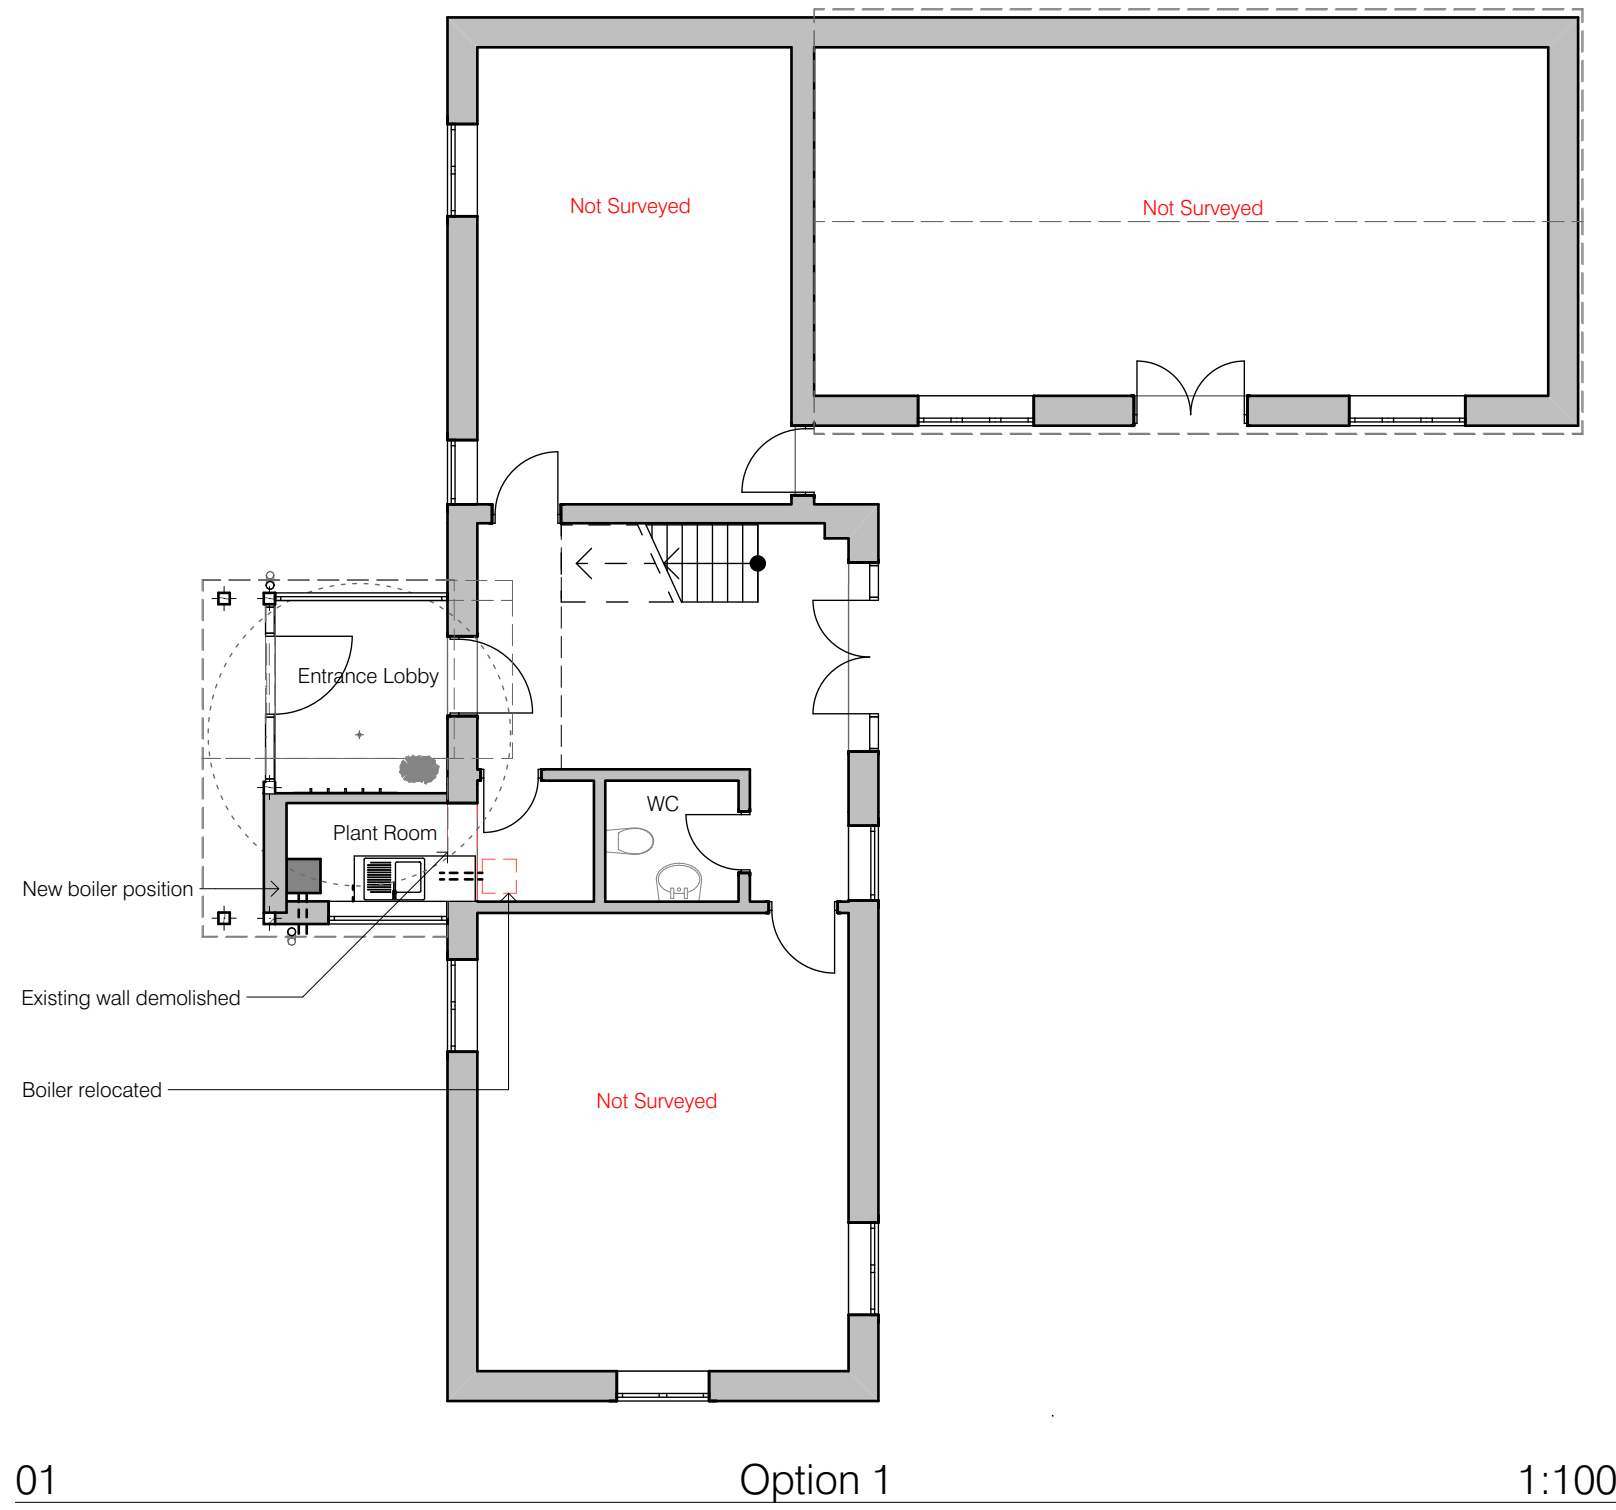 Not Surveyed
Not Surveyed
Entrance Lobby
WC
Plant Room
New boiler position
Existing wall demolished
Boiler relocated
Not Surveyed
01
Option 1
1:100